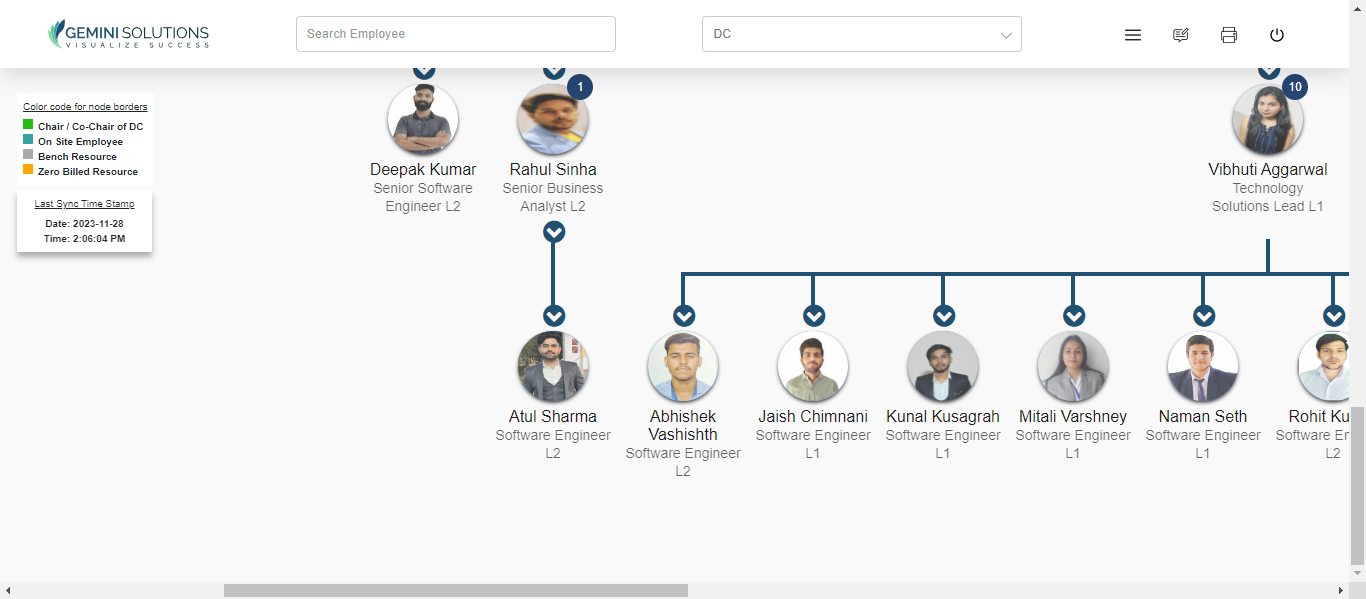 GEMINI SOLUTIONS
VISUALIZE SUCCESS
Search Employee
DC
Color code for node borders
Chair / Co-Chair of DC
On Site Employee
Bench Resource
Zero Billed Resource
Last Sync Time Stamp
Date: 2023-11-28
Time: 2:06:04 PM
1
10
Deepak Kumar
Senior Software
Engineer L2
Rahul Sinha
Senior Business
Analyst L2
Vibhuti Aggarwal
Technology
Solutions Lead L1
Atul Sharma
Software Engineer
L2
Abhishek
Vashishth
Software Engineer
L2
Jaish Chimnani
Software Engineer
L1
Kunal Kusagrah
Software Engineer
L1
Mitali Varshney
Software Engineer
L1
Naman Seth
Software Engineer
L1
Rohit Ku
Software Er
L2